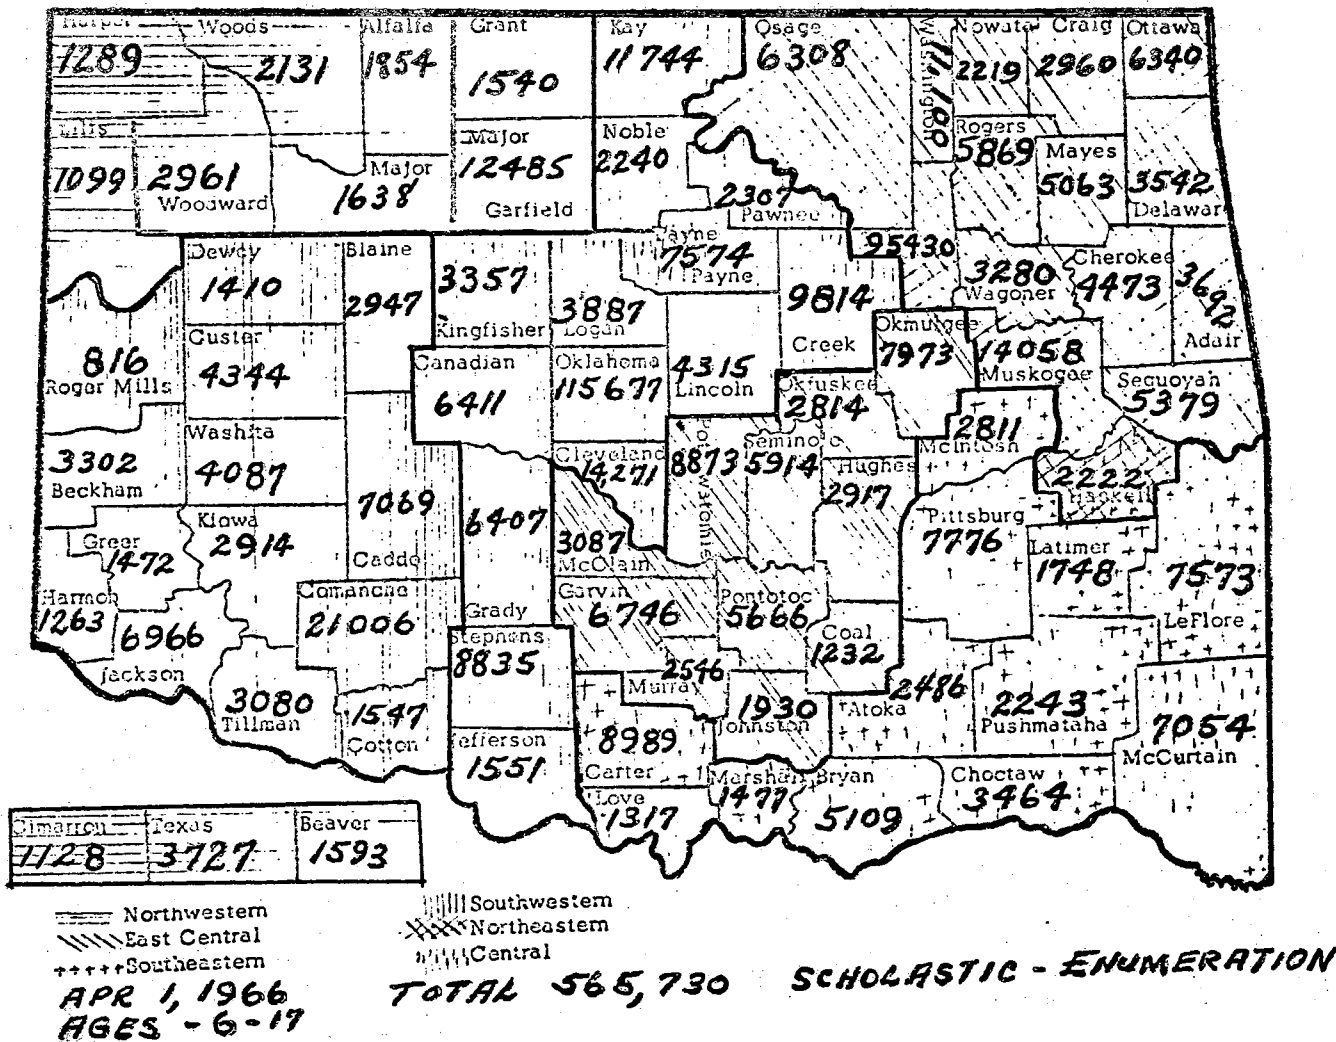 Harper Woods Alfalfa Grant Kay Osage Washington Nowata Craig Ottawa
1289 2131 1854 1540 11744 6308 11,100 2219 2960 6340
Ellis Major Noble Rogers Mayes
1099 2961 Major 12485 2240 5869 5063 3542
Woodward 1638 Garfield 2307 Delawar
Pawnee
Dewey Blaine Payne 95430 Cherokee
1410 2947 3357 7574 3280 4473 3692
Payne Wagoner
3887 9814
Kingfisher Logan Okmulgee
Custer Creek 7973 14058 Adair
816 4344 Canadian Oklahoma 4315 Muskogee
Roger Mills 6411 115677 Lincoln Okfuskee Sequoyah
2814 5379
Washita 2811
3302 4087 Cleveland Seminole McIntosh
Beckham 14,271 8873 5914 Hughes 2222
Pottawatomie 2917 Haskell
7069 6407
Kiowa Pittsburg
Greer 2914 3087 7776 Latimer
1472 Caddo McClain 1748 7573
Harmon Comanche Garvin Pontotoc
1263 6966 21006 Grady 6746 5666 Coal LeFlore
Stephens 1232
Jackson 8835 2546
3080 Murray 2486 2243
Tillman 1547 1930 Atoka Pushmataha 7054
Cotton Jefferson 8989 Johnston McCurtain
1551 Carter Marshall Bryan Choctaw
Love 1477 3464
1317 5109
Cimarron Texas Beaver
1128 3727 1593
Northwestern
East Central
Southeastern
Southwestern
Northeastern
Central
APR 1, 1966
AGES - 6-17
TOTAL 565,730 SCHOLASTIC - ENUMERATION